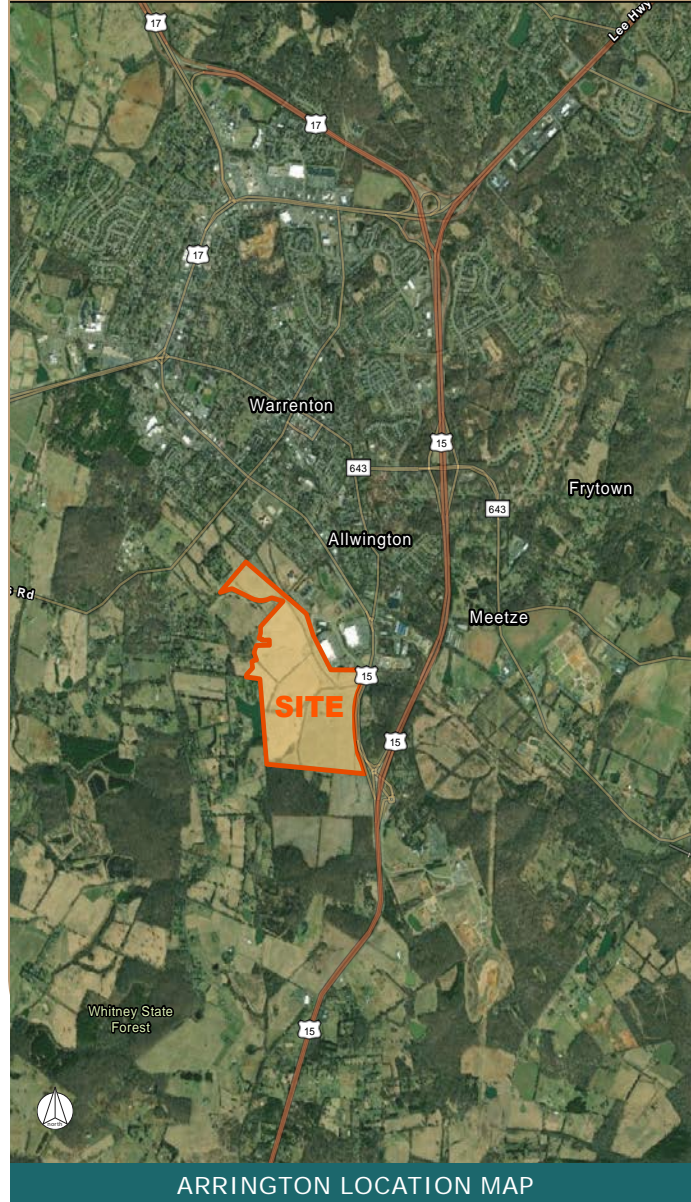 17
Lee Hwy
17
17
Warrenton
15
643
Frytown
643
Allwington
s Rd
Meetze
15
SITE
15
Whitney State
Forest
15
north
ARRINGTON LOCATION MAP